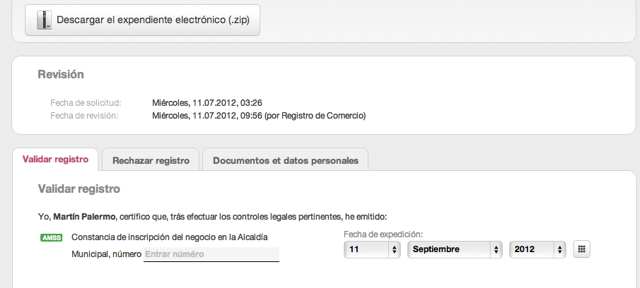 Descargar el expendiente electrónico (.zip)
Revisión
Fecha de solicitud: Miércoles, 11.07.2012, 03:26
Fecha de revisión: Miércoles, 11.07.2012, 09:56 (por Registro de Comercio)
Validar registro Rechazar registro Documentos et datos personales
Validar registro
Yo, Martín Palermo, certifico que, trás efectuar los controles legales pertinentes, he emitido:
AMSS Constancia de inscripción del negocio en la Alcaldía
Municipal, número Entrar número
Fecha de expedición:
11 Septiembre 2012